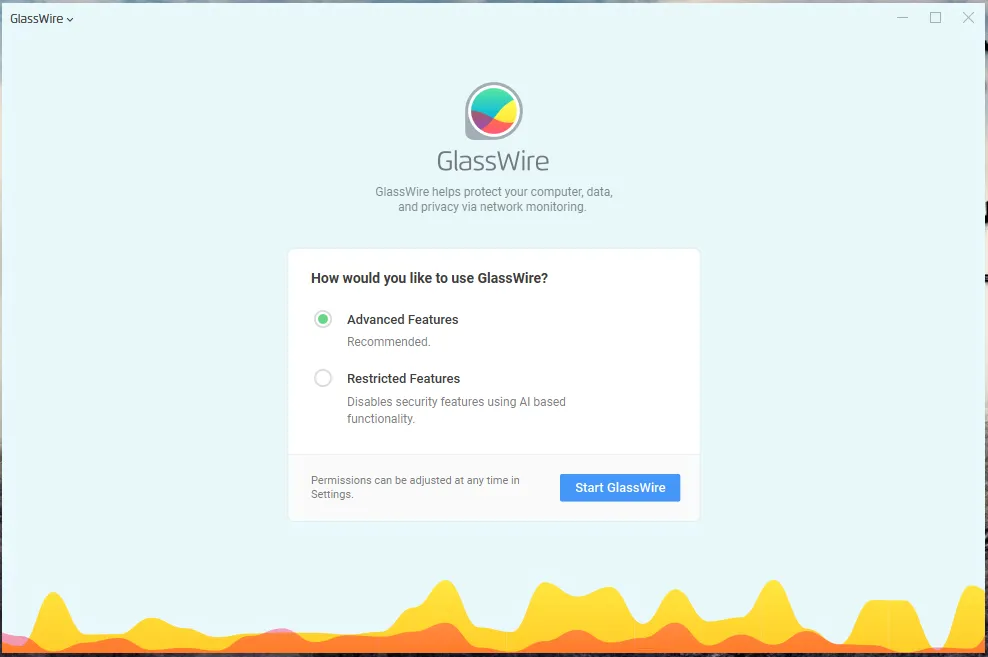 GlassWire
GlassWire
GlassWire helps protect your computer, data,
and privacy via network monitoring.
How would you like to use GlassWire?
Advanced Features
Recommended.
Restricted Features
Disables security features using AI based
functionality.
Permissions can be adjusted at any time in
Settings.
Start GlassWire